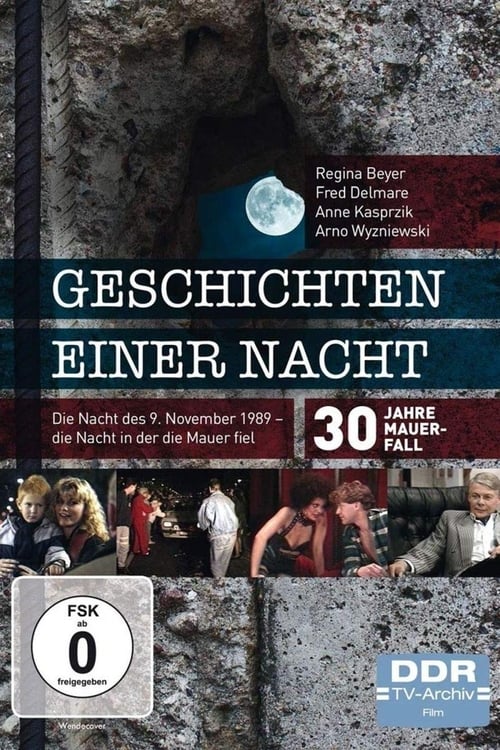 Regina Beyer
Fred Delmare
Anne Kasprzik
Arno Wyzniewski
GESCHICHTEN
EINER NACHT
Die Nacht des 9. November 1989 –
die Nacht in der die Mauer fiel
30 JAHRE
MAUER-
FALL
FSK
ab
0
freigegeben
Wendecover
DDR
TV-Archiv
Film